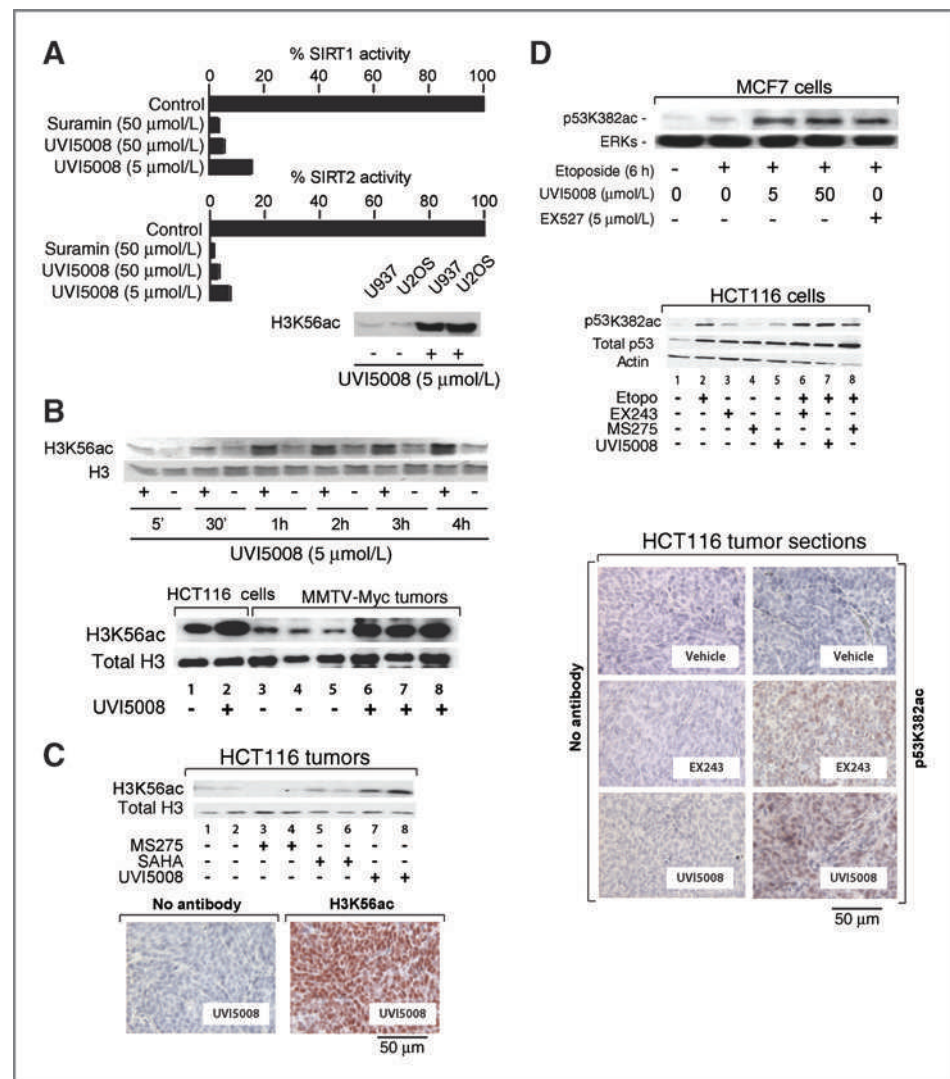 A
% SIRT1 activity
0 20 40 60 80 100
Control
Suramin (50 μmol/L)
UVI5008 (50 μmol/L)
UVI5008 (5 μmol/L)
% SIRT2 activity
0 20 40 60 80 100
Control
Suramin (50 μmol/L)
UVI5008 (50 μmol/L)
UVI5008 (5 μmol/L)
U937 U2OS U937 U2OS
H3K56ac
- - + +
UVI5008 (5 μmol/L)
B
H3K56ac
H3
+ - + - + - + - + - + -
5' 30' 1h 2h 3h 4h
UVI5008 (5 μmol/L)
HCT116 cells MMTV-Myc tumors
H3K56ac
Total H3
1 2 3 4 5 6 7 8
UVI5008 - + - - - + + +
C
HCT116 tumors
H3K56ac
Total H3
1 2 3 4 5 6 7 8
MS275 - - + + - - - -
SAHA - - - - + + - -
UVI5008 - - - - - - + +
No antibody H3K56ac
UVI5008 UVI5008
50 μm
D
MCF7 cells
p53K382ac -
ERKs -
Etoposide (6 h) - + + + +
UVI5008 (μmol/L) 0 0 5 50 0
EX527 (5 μmol/L) - - - - +
HCT116 cells
p53K382ac
Total p53
Actin
1 2 3 4 5 6 7 8
Etopo - + - - - + + +
EX243 - - + - - + - -
MS275 - - - + - - - +
UVI5008 - - - - + - + -
HCT116 tumor sections
No antibody
p53K382ac
Vehicle Vehicle
EX243 EX243
UVI5008 UVI5008
50 μm